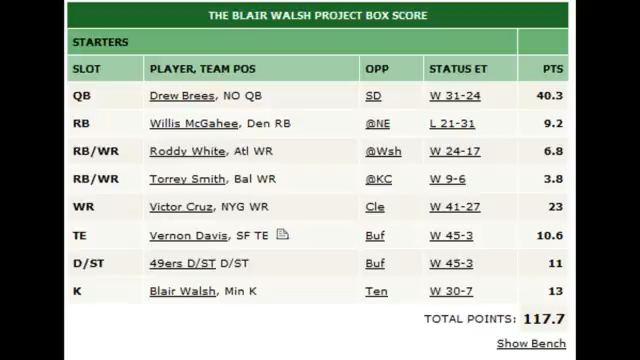 THE BLAIR WALSH PROJECT BOX SCORE
STARTERS
SLOT PLAYER, TEAM POS OPP STATUS ET PTS
QB Drew Brees, NO QB SD W 31-24 40.3
RB Willis McGahee, Den RB @NE L 21-31 9.2
RB/WR Roddy White, Atl WR @Wsh W 24-17 6.8
RB/WR Torrey Smith, Bal WR @KC W 9-6 3.8
WR Victor Cruz, NYG WR Cle W 41-27 23
TE Vernon Davis, SF TE Buf W 45-3 10.6
D/ST 49ers D/ST D/ST Buf W 45-3 11
K Blair Walsh, Min K Ten W 30-7 13
TOTAL POINTS: 117.7
Show Bench